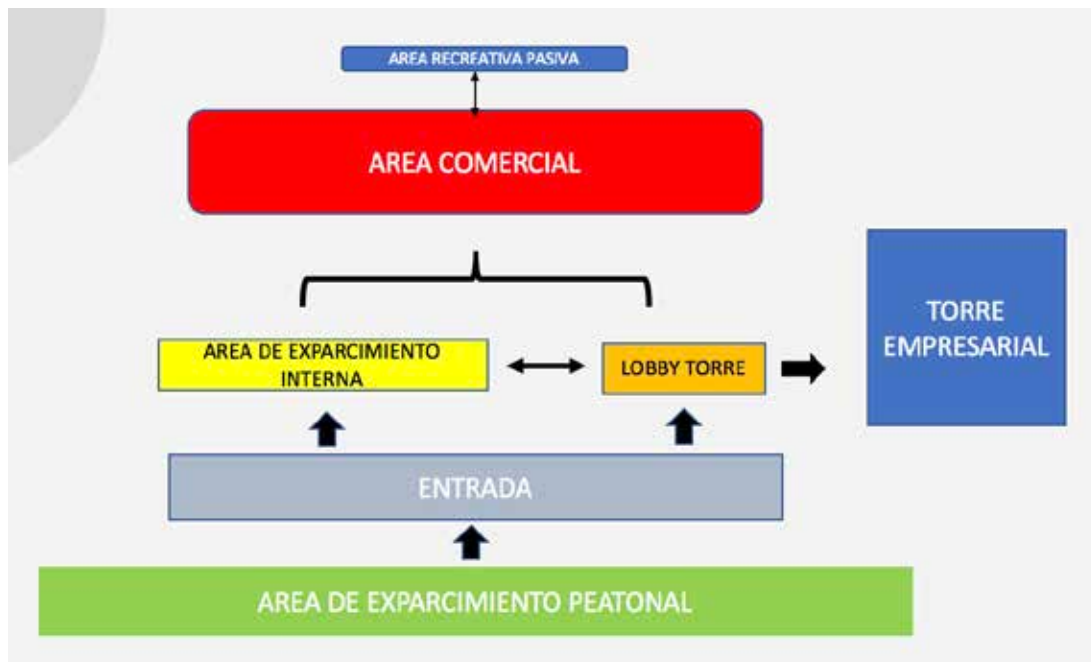 AREA RECREATIVA PASIVA
AREA COMERCIAL
TORRE
EMPRESARIAL
AREA DE EXPARCIMIENTO
INTERNA
LOBBY TORRE
ENTRADA
AREA DE EXPARCIMIENTO PEATONAL